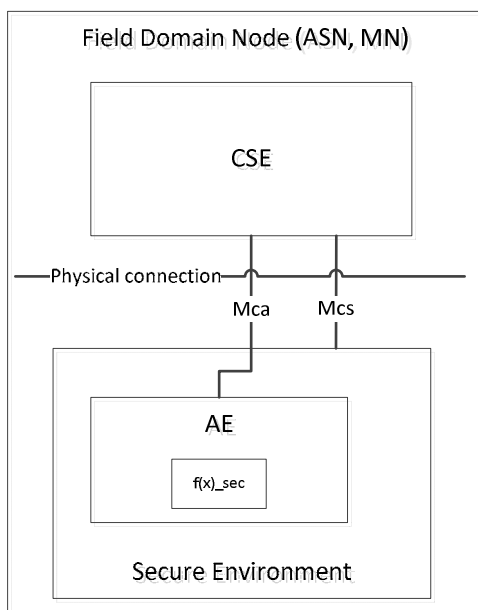 Field Domain Node (ASN, MN)
CSE
Physical connection
Mca
Mcs
AE
f(x)_sec
Secure Environment